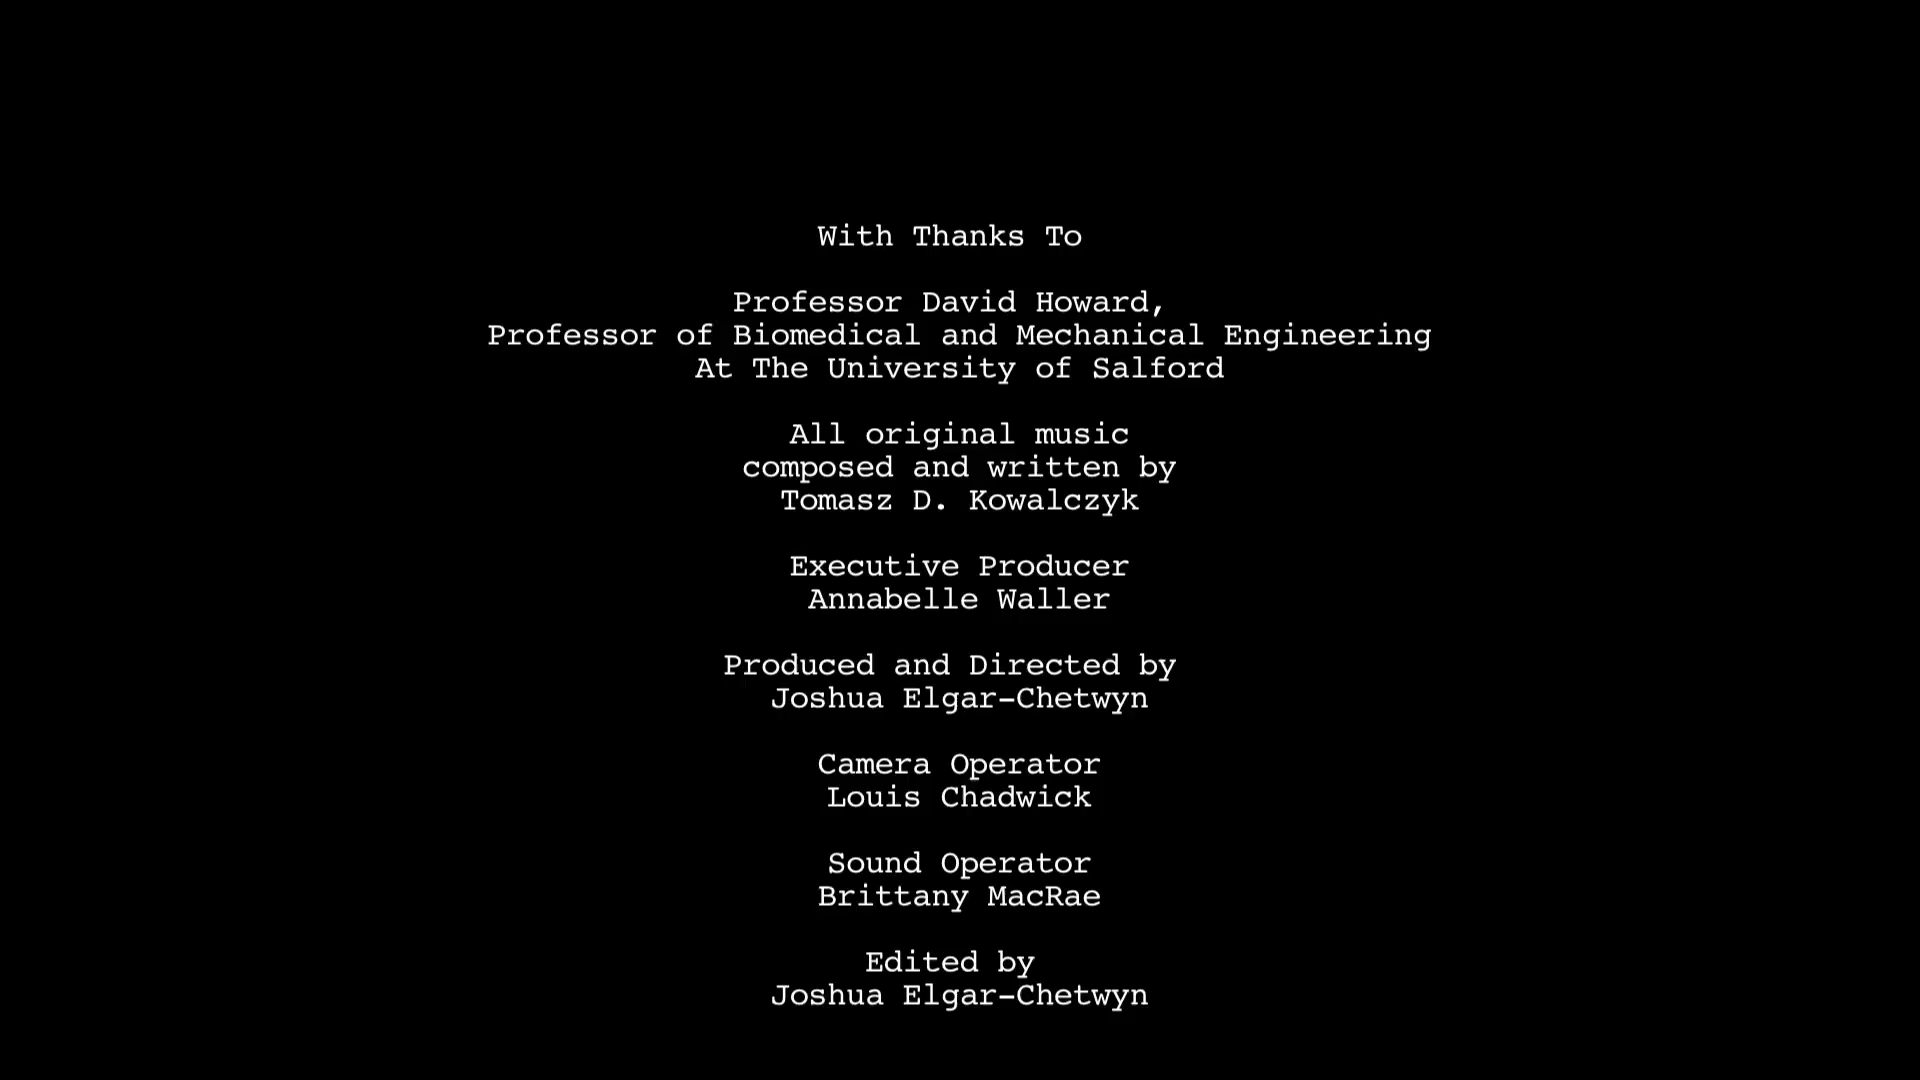 With Thanks To
Professor David Howard,
Professor of Biomedical and Mechanical Engineering
At The University of Salford
All original music
composed and written by
Tomasz D. Kowalczyk
Executive Producer
Annabelle Waller
Produced and Directed by
Joshua Elgar-Chetwyn
Camera Operator
Louis Chadwick
Sound Operator
Brittany MacRae
Edited by
Joshua Elgar-Chetwyn